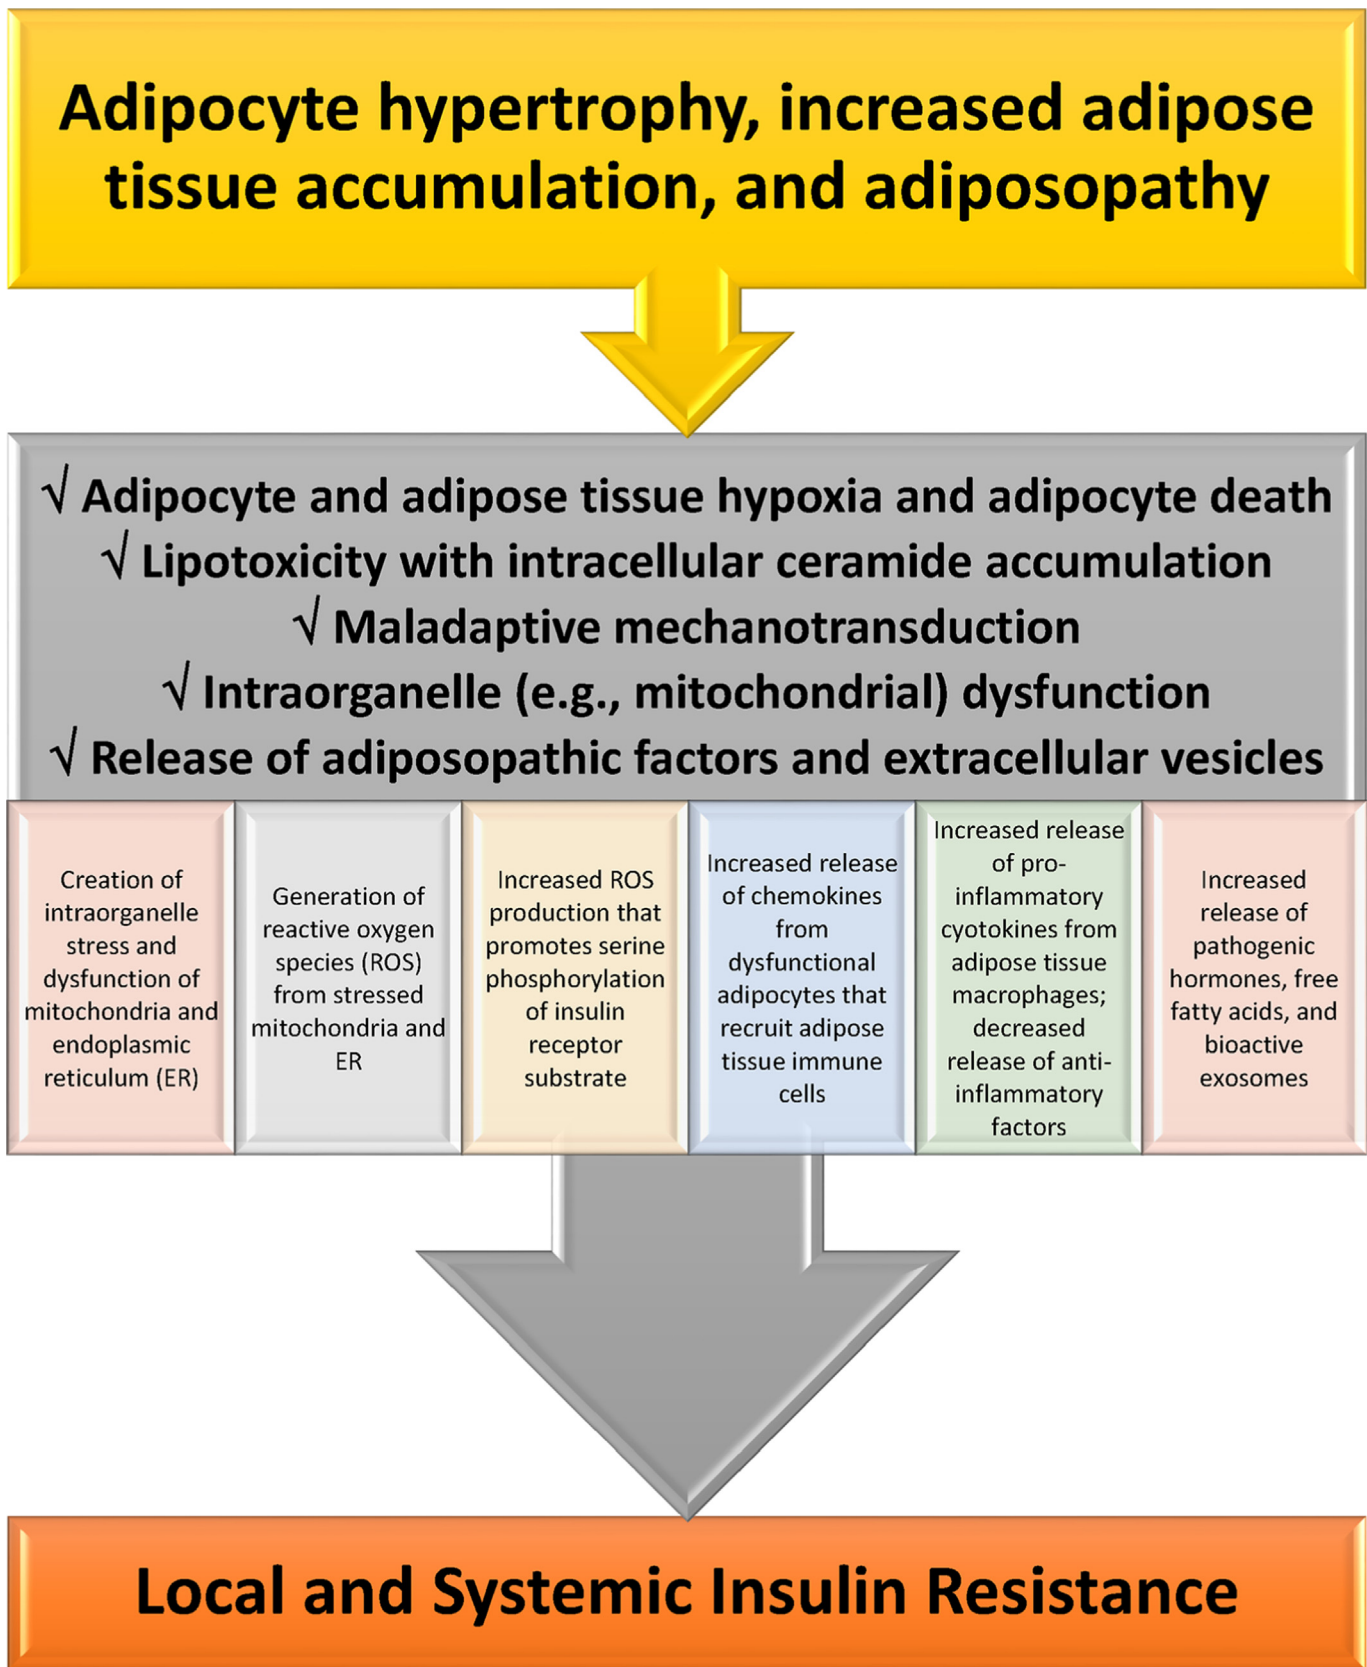 Adipocyte hypertrophy, increased adipose
tissue accumulation, and adiposopathy
√ Adipocyte and adipose tissue hypoxia and adipocyte death
√ Lipotoxicity with intracellular ceramide accumulation
√ Maladaptive mechanotransduction
√ Intraorganelle (e.g., mitochondrial) dysfunction
√ Release of adiposopathic factors and extracellular vesicles
Creation of
intraorganelle
stress and
dysfunction of
mitochondria and
endoplasmic
reticulum (ER)
Generation of
reactive oxygen
species (ROS)
from stressed
mitochondria and
ER
Increased ROS
production that
promotes serine
phosphorylation
of insulin
receptor
substrate
Increased release
of chemokines
from
dysfunctional
adipocytes that
recruit adipose
tissue immune
cells
Increased release
of pro-
inflammatory
cyotokines from
adipose tissue
macrophages;
decreased
release of anti-
inflammatory
factors
Increased
release of
pathogenic
hormones, free
fatty acids, and
bioactive
exosomes
Local and Systemic Insulin Resistance